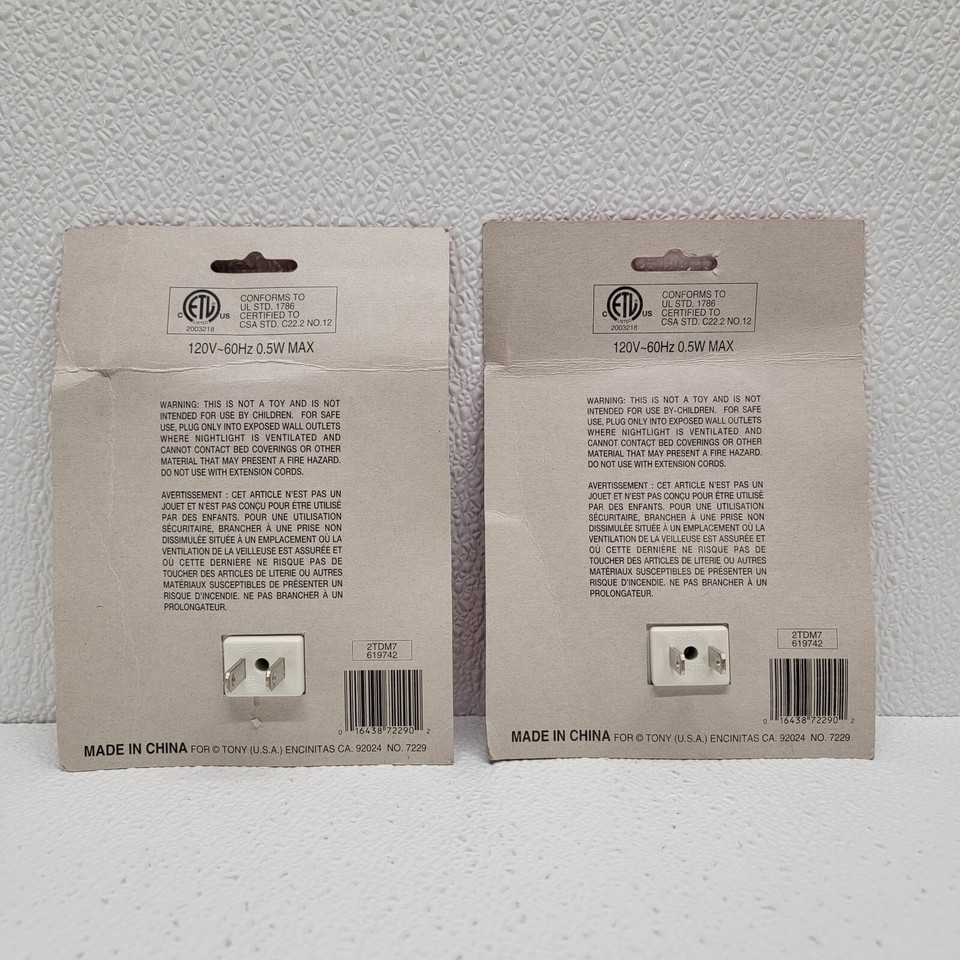 ETL
C
US
LISTED
2003218
CONFORMS TO
UL STD. 1786
CERTIFIED TO
CSA STD. C22.2 NO.12
120V~60Hz 0.5W MAX
WARNING: THIS IS NOT A TOY AND IS NOT
INTENDED FOR USE BY CHILDREN. FOR SAFE
USE, PLUG ONLY INTO EXPOSED WALL OUTLETS
WHERE NIGHTLIGHT IS VENTILATED AND
CANNOT CONTACT BED COVERINGS OR OTHER
MATERIAL THAT MAY PRESENT A FIRE HAZARD.
DO NOT USE WITH EXTENSION CORDS.
AVERTISSEMENT : CET ARTICLE N'EST PAS UN
JOUET ET N'EST PAS CONÇU POUR ÊTRE UTILISÉ
PAR DES ENFANTS. POUR UNE UTILISATION
SÉCURITAIRE, BRANCHER À UNE PRISE NON
DISSIMULÉE SITUÉE À UN EMPLACEMENT OÙ LA
VENTILATION DE LA VEILLEUSE EST ASSURÉE ET
OÙ CETTE DERNIÈRE NE RISQUE PAS DE
TOUCHER DES ARTICLES DE LITERIE OU AUTRES
MATÉRIAUX SUSCEPTIBLES DE PRÉSENTER UN
RISQUE D'INCENDIE. NE PAS BRANCHER À UN
PROLONGATEUR.
2TDM7
619742
0 16438 72290 2
MADE IN CHINA FOR © TONY (U.S.A.) ENCINITAS CA. 92024 NO. 7229
ETL
C
US
LISTED
2003218
CONFORMS TO
UL STD. 1786
CERTIFIED TO
CSA STD. C22.2 NO.12
120V~60Hz 0.5W MAX
WARNING: THIS IS NOT A TOY AND IS NOT
INTENDED FOR USE BY-CHILDREN. FOR SAFE
USE, PLUG ONLY INTO EXPOSED WALL OUTLETS
WHERE NIGHTLIGHT IS VENTILATED AND
CANNOT CONTACT BED COVERINGS OR OTHER
MATERIAL THAT MAY PRESENT A FIRE HAZARD.
DO NOT USE WITH EXTENSION CORDS.
AVERTISSEMENT : CET ARTICLE N'EST PAS UN
JOUET ET N'EST PAS CONÇU POUR ÊTRE UTILISÉ
PAR DES ENFANTS. POUR UNE UTILISATION
SÉCURITAIRE, BRANCHER À UNE PRISE NON
DISSIMULÉE SITUÉE À UN EMPLACEMENT OÙ LA
VENTILATION DE LA VEILLEUSE EST ASSURÉE ET
OÙ CETTE DERNIÈRE NE RISQUE PAS DE
TOUCHER DES ARTICLES DE LITERIE OU AUTRES
MATÉRIAUX SUSCEPTIBLES DE PRÉSENTER UN
RISQUE D'INCENDIE. NE PAS BRANCHER À UN
PROLONGATEUR.
2TDM7
619742
0 16438 72290 2
MADE IN CHINA FOR © TONY (U.S.A.) ENCINITAS CA. 92024 NO. 7229